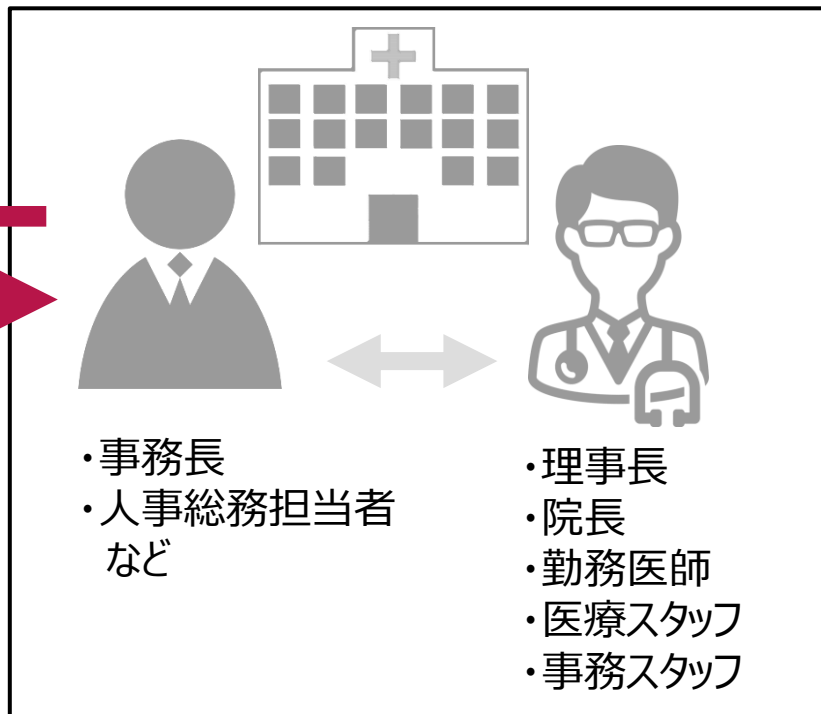 ・事務長
・人事総務担当者
など
・理事長
・院長
・勤務医師
・医療スタッフ
・事務スタッフ